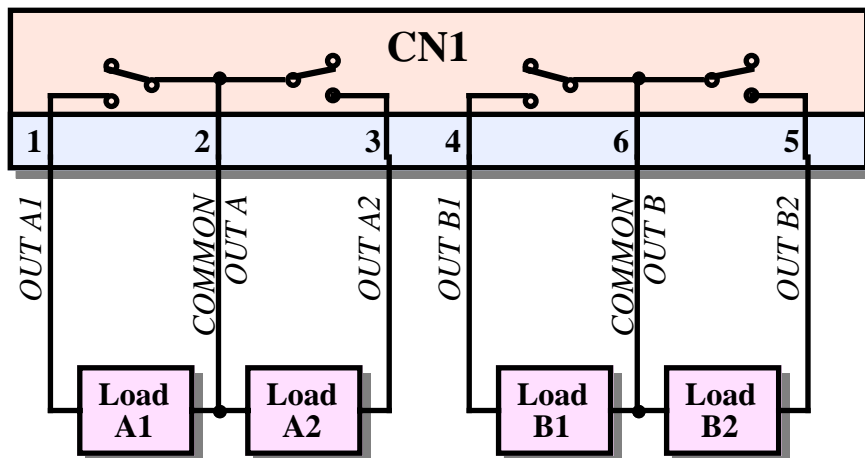 CN1
1
2
3
4
6
5
OUT A1
COMMON
OUT A
OUT A2
OUT B1
COMMON
OUT B
OUT B2
Load
A1
Load
A2
Load
B1
Load
B2